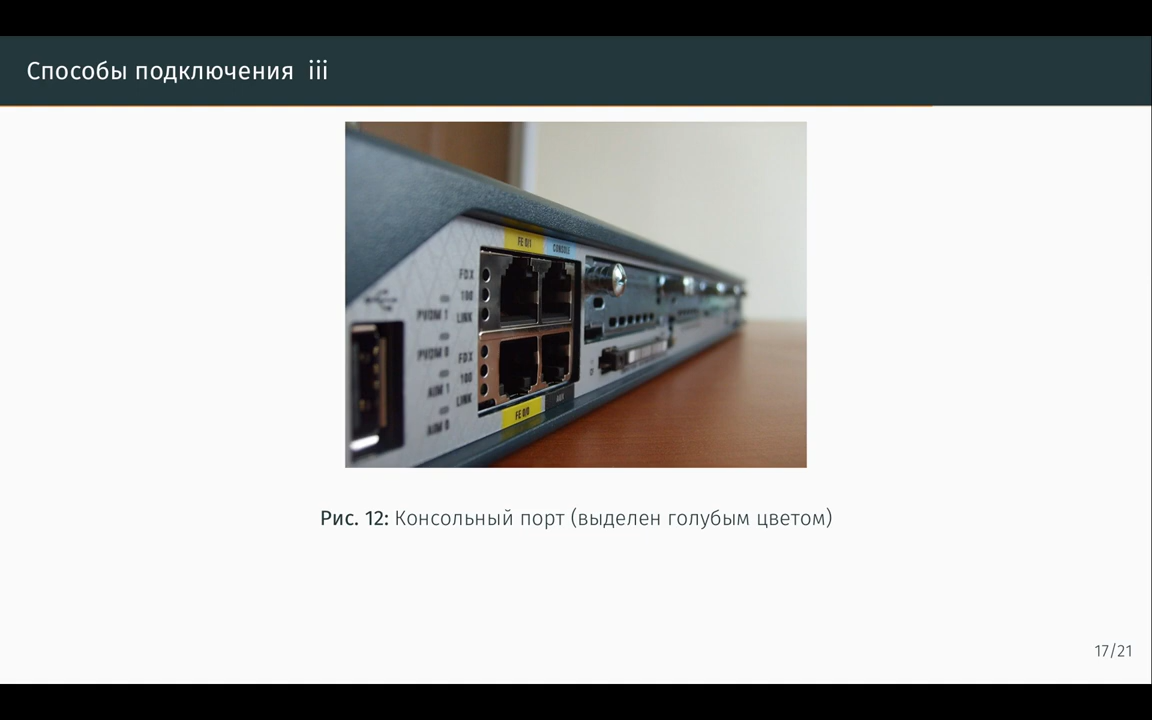 Способы подключения iii
FE 0/1
CONSOLE
FDX
100
LINK
PVDM 1
PVDM 0
FDX
100
LINK
AIM 1
AIM 0
FE 0/0
AUX
CF
Рис. 12: Консольный порт (выделен голубым цветом)
17/21